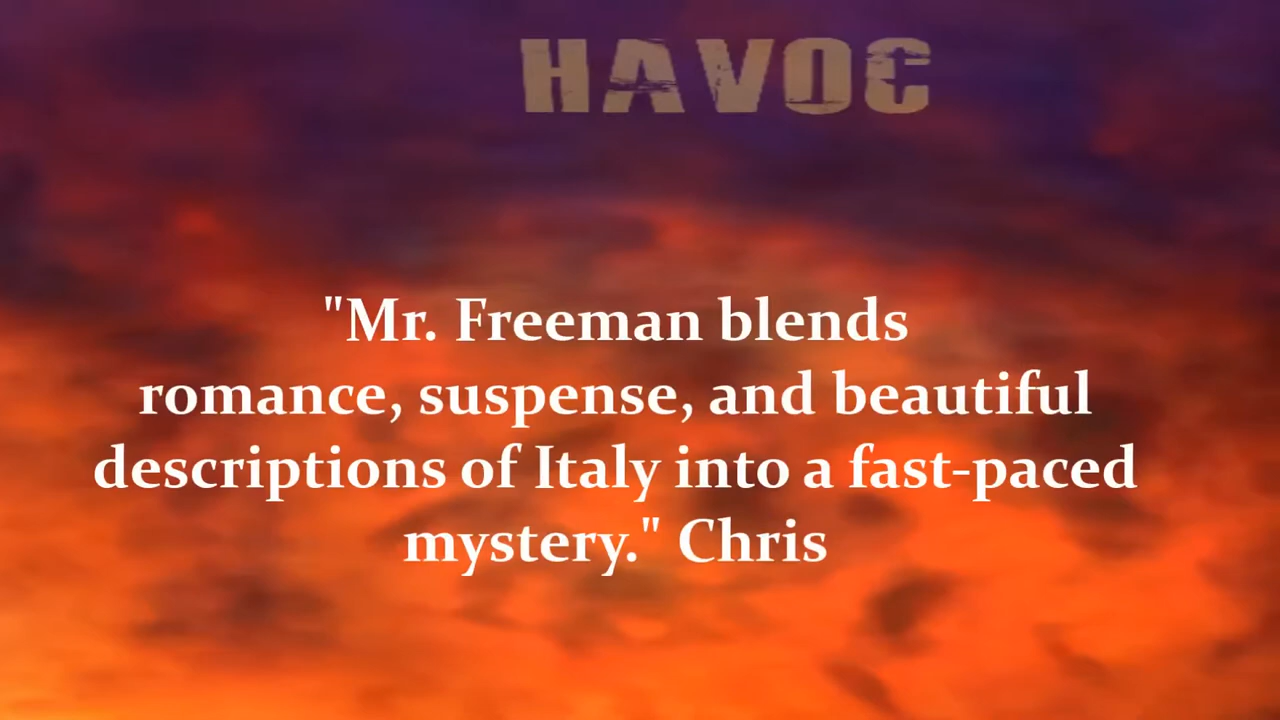 HAVOC
"Mr. Freeman blends
romance, suspense, and beautiful
descriptions of Italy into a fast-paced
mystery." Chris